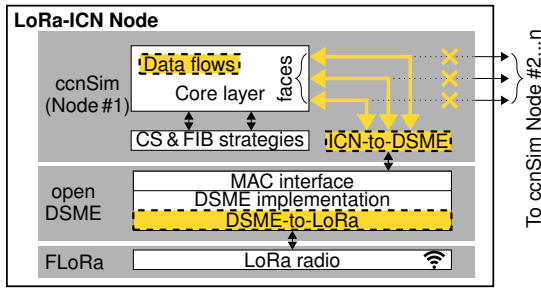 LoRa-ICN Node
ccnSim
(Node #1)
Data flows
Core layer
faces
CS & FIB strategies
ICN-to-DSME
To ccnSim Node #2...n
open
DSME
MAC interface
DSME implementation
DSME-to-LoRa
FLoRa
LoRa radio